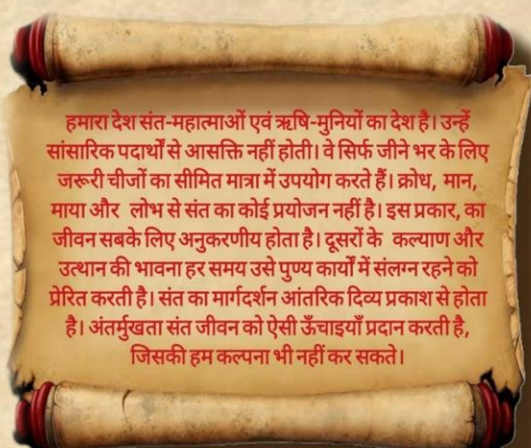 हमारा देश संत-महात्माओं एवं ऋषि-मुनियों का देश है। उन्हें
सांसारिक पदार्थों से आसक्ति नहीं होती। वे सिर्फ जीने भर के लिए
जरूरी चीजों का सीमित मात्रा में उपयोग करते हैं। क्रोध, मान,
माया और लोभ से संत का कोई प्रयोजन नहीं है। इस प्रकार, का
जीवन सबके लिए अनुकरणीय होता है। दूसरों के कल्याण और
उत्थान की भावना हर समय उसे पुण्य कार्यों में संलग्न रहने को
प्रेरित करती है। संत का मार्गदर्शन आंतरिक दिव्य प्रकाश से होता
है। अंतर्मुखता संत जीवन को ऐसी ऊँचाइयाँ प्रदान करती है,
जिसकी हम कल्पना भी नहीं कर सकते।